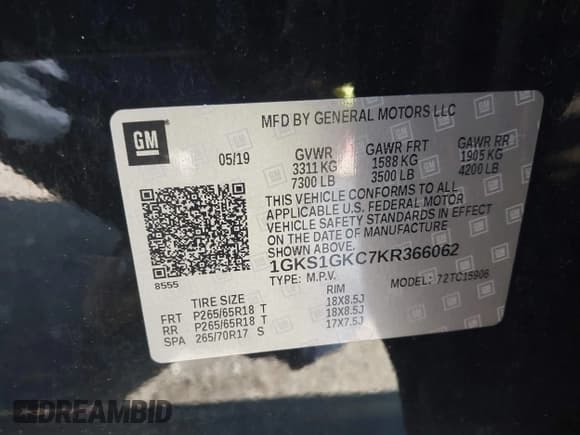 GM
MFD BY GENERAL MOTORS LLC
05/19
GVWR GAWR FRT GAWR RR
3311 KG 1588 KG 1905 KG
7300 LB 3500 LB 4200 LB
THIS VEHICLE CONFORMS TO ALL
APPLICABLE U.S. FEDERAL MOTOR
VEHICLE SAFETY STANDARDS IN EFFECT
ON THE DATE OF MANUFACTURE
SHOWN ABOVE.
1GKS1GKC7KR366062
TYPE: M.P.V. MODEL: 72TC15906
8555
TIRE SIZE RIM
FRT P265/65R18 T 18X8.5J
RR P265/65R18 T 18X8.5J
SPA 265/70R17 S 17X7.5J
DREAMBID